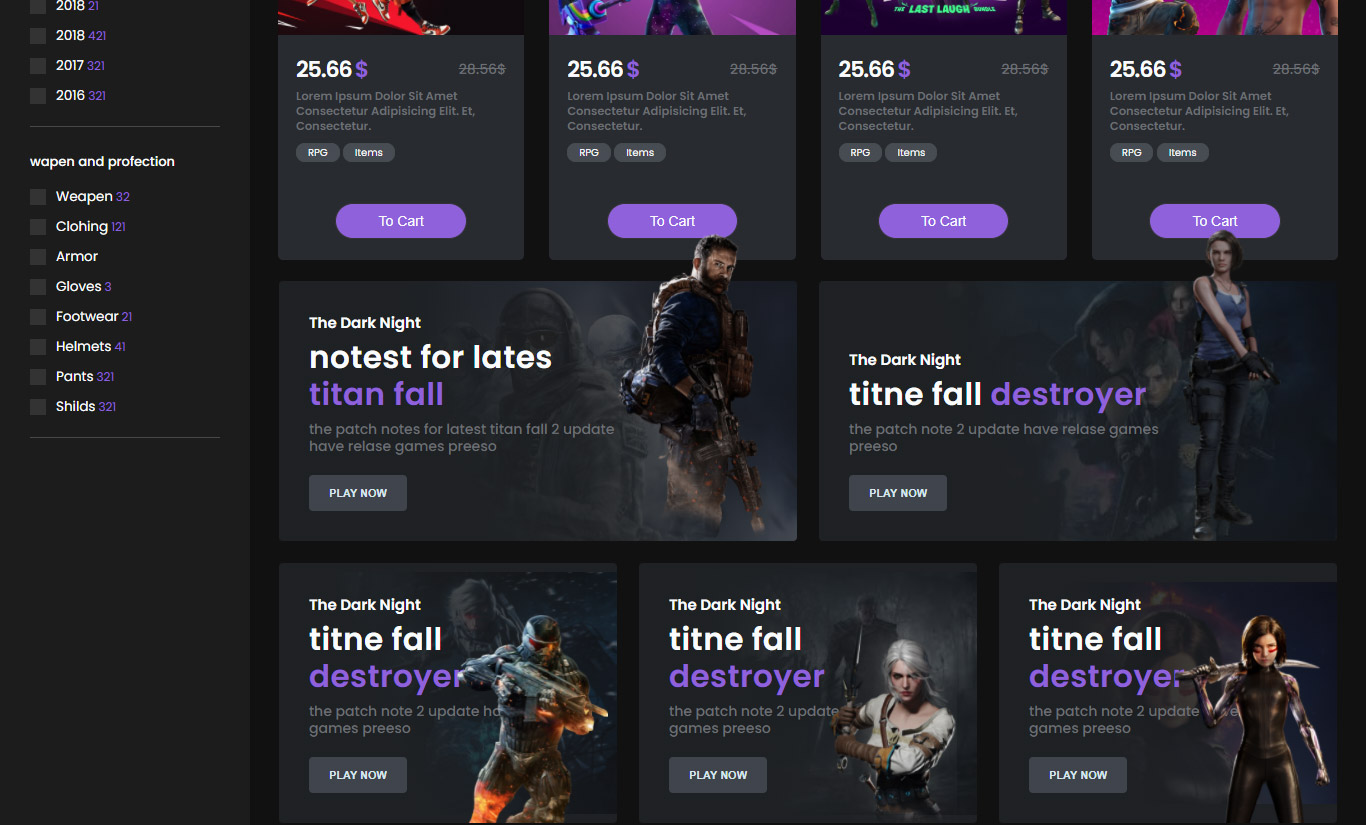 2018 21
2018 421
2017 321
2016 321
wapen and profection
Weapen 32
Clohing 121
Armor
Gloves 3
Footwear 21
Helmets 41
Pants 321
Shilds 321
THE LAST LAUGH BUNDLE
25.66 $ 28.56$
Lorem Ipsum Dolor Sit Amet
Consectetur Adipisicing Elit. Et,
Consectetur.
RPG Items
To Cart
25.66 $ 28.56$
Lorem Ipsum Dolor Sit Amet
Consectetur Adipisicing Elit. Et,
Consectetur.
RPG Items
To Cart
25.66 $ 28.56$
Lorem Ipsum Dolor Sit Amet
Consectetur Adipisicing Elit. Et,
Consectetur.
RPG Items
To Cart
25.66 $ 28.56$
Lorem Ipsum Dolor Sit Amet
Consectetur Adipisicing Elit. Et,
Consectetur.
RPG Items
To Cart
The Dark Night
notest for lates
titan fall
the patch notes for latest titan fall 2 update
have relase games preeso
PLAY NOW
The Dark Night
titne fall destroyer
the patch note 2 update have relase games
preeso
PLAY NOW
The Dark Night
titne fall
destroyer
the patch note 2 update
games preeso
PLAY NOW
The Dark Night
titne fall
destroyer
the patch note 2 update
games preeso
PLAY NOW
The Dark Night
titne fall
destroyer
the patch note 2 update
games preeso
PLAY NOW